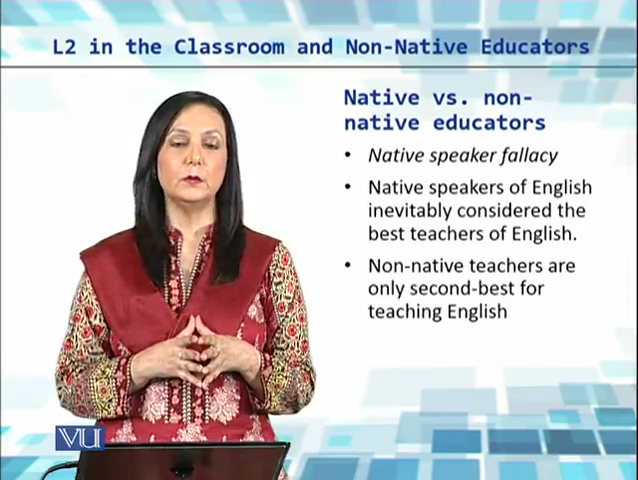 L2 in the Classroom and Non-Native Educators
Native vs. non-
native educators
• Native speaker fallacy
• Native speakers of English
inevitably considered the
best teachers of English.
• Non-native teachers are
only second-best for
teaching English
VU